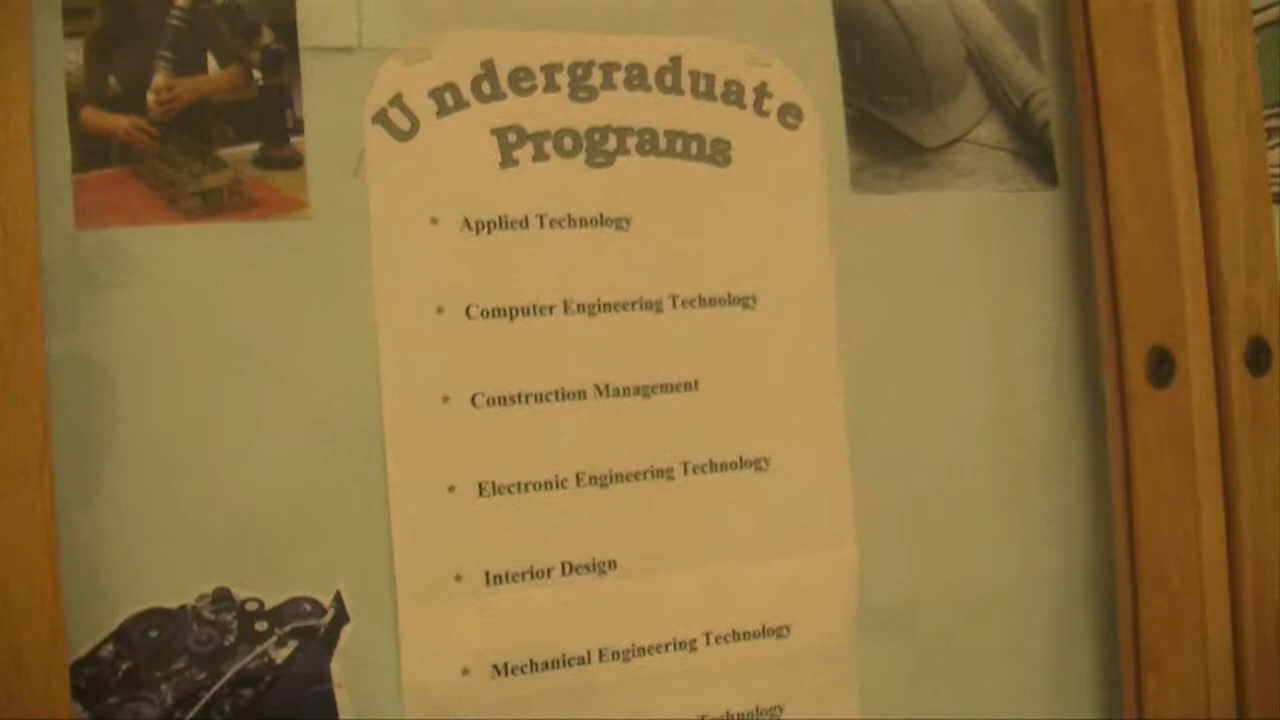 Undergraduate
Programs
* Applied Technology
* Computer Engineering Technology
* Construction Management
* Electronic Engineering Technology
* Interior Design
* Mechanical Engineering Technology
Technology